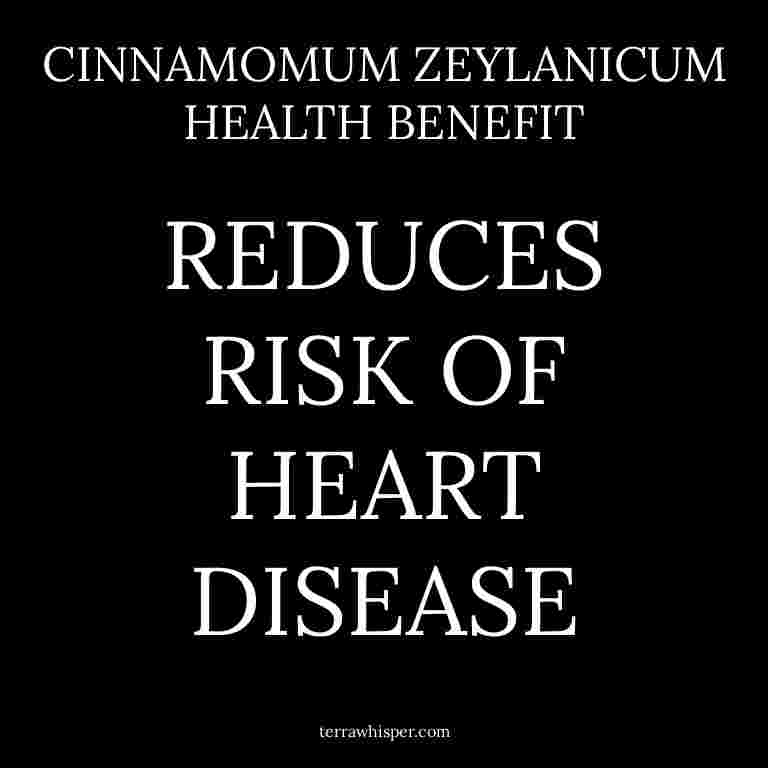 CINNAMOMUM ZEYLANICUM
HEALTH BENEFIT
REDUCES
RISK OF
HEART
DISEASE
terrawhisper.com